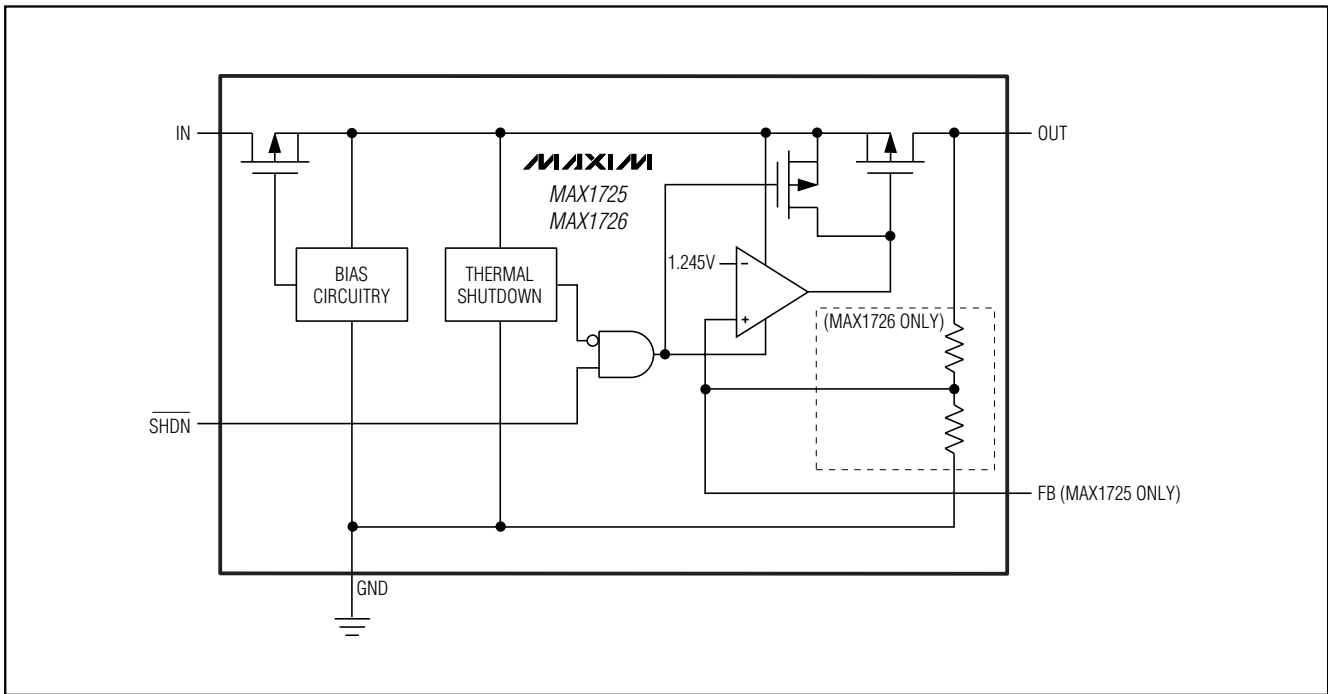 IN
OUT
MAXIM
MAX1725
MAX1726
1.245V
−
+
BIAS
CIRCUITRY
THERMAL
SHUTDOWN
(MAX1726 ONLY)
SHDN
FB (MAX1725 ONLY)
GND